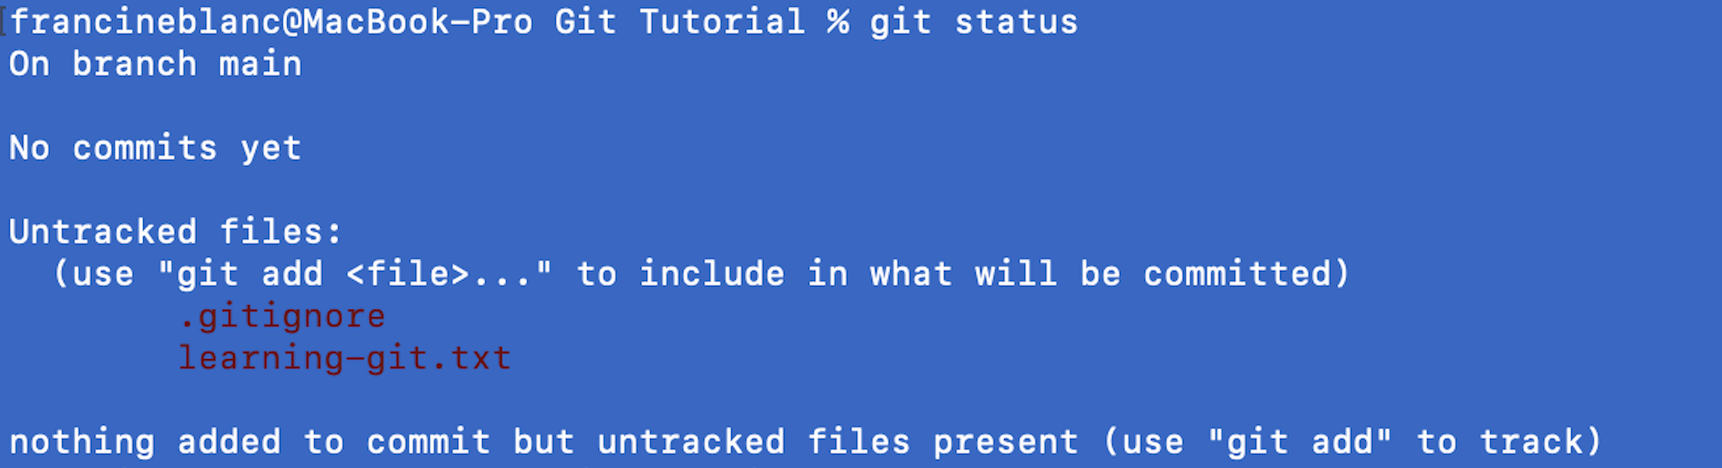 francineblanc@MacBook-Pro Git Tutorial % git status
On branch main
No commits yet
Untracked files:
(use "git add <file>..." to include in what will be committed)
.gitignore
learning-git.txt
nothing added to commit but untracked files present (use "git add" to track)